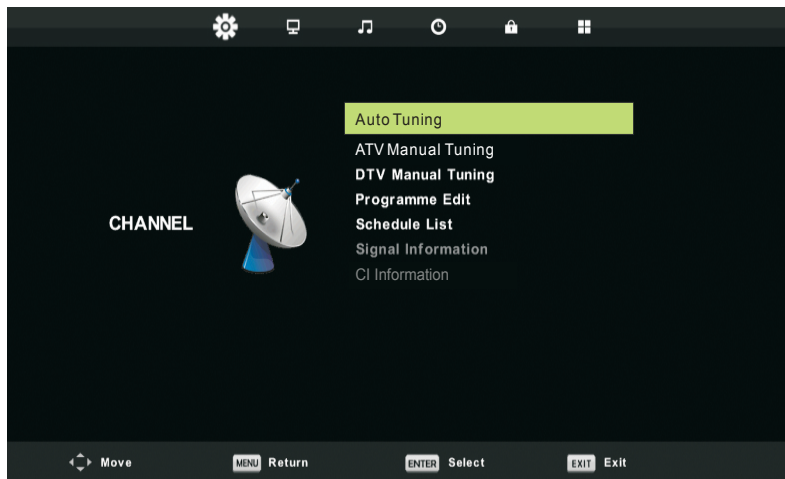 Auto Tuning
ATV Manual Tuning
DTV Manual Tuning
Programme Edit
CHANNEL
Schedule List
Signal Information
CI Information
Move
MENU Return
ENTER Select
EXIT Exit